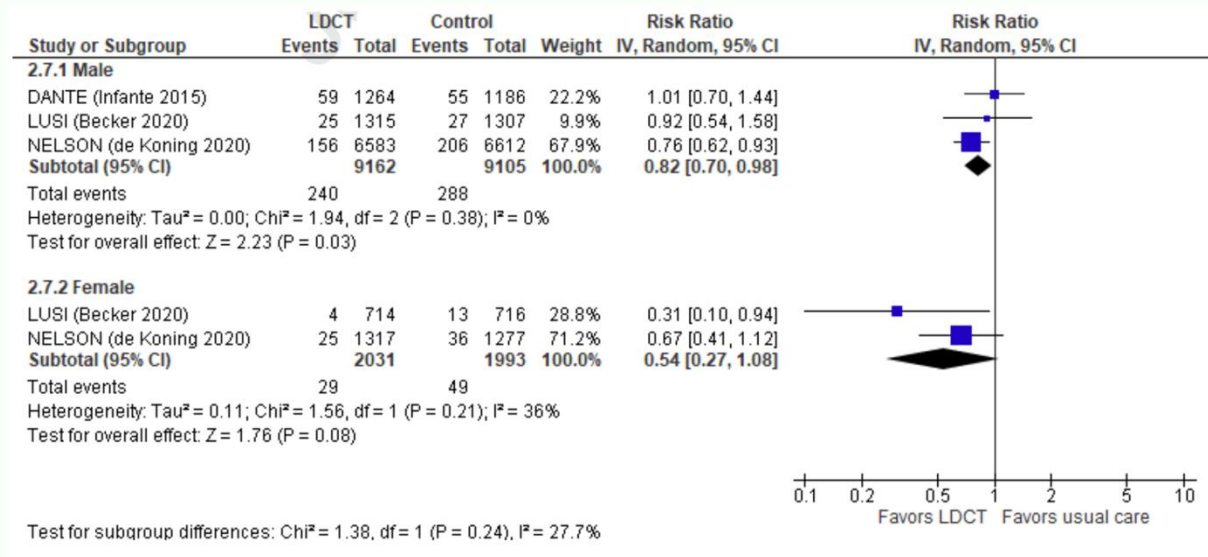 LDCT Control Risk Ratio Risk Ratio
Study or Subgroup Events Total Events Total Weight IV, Random, 95% CI IV, Random, 95% CI
2.7.1 Male
DANTE (Infante 2015) 59 1264 55 1186 22.2% 1.01 [0.70, 1.44]
LUSI (Becker 2020) 25 1315 27 1307 9.9% 0.92 [0.54, 1.58]
NELSON (de Koning 2020) 156 6583 206 6612 67.9% 0.76 [0.62, 0.93]
Subtotal (95% CI) 9162 9105 100.0% 0.82 [0.70, 0.98]
Total events 240 288
Heterogeneity: Tau² = 0.00; Chi² = 1.94, df = 2 (P = 0.38); I² = 0%
Test for overall effect: Z = 2.23 (P = 0.03)
2.7.2 Female
LUSI (Becker 2020) 4 714 13 716 28.8% 0.31 [0.10, 0.94]
NELSON (de Koning 2020) 25 1317 36 1277 71.2% 0.67 [0.41, 1.12]
Subtotal (95% CI) 2031 1993 100.0% 0.54 [0.27, 1.08]
Total events 29 49
Heterogeneity: Tau² = 0.11; Chi² = 1.56, df = 1 (P = 0.21); I² = 36%
Test for overall effect: Z = 1.76 (P = 0.08)
0.1 0.2 0.5 1 2 5 10
Favors LDCT Favors usual care
Test for subgroup differences: Chi² = 1.38, df = 1 (P = 0.24), I² = 27.7%